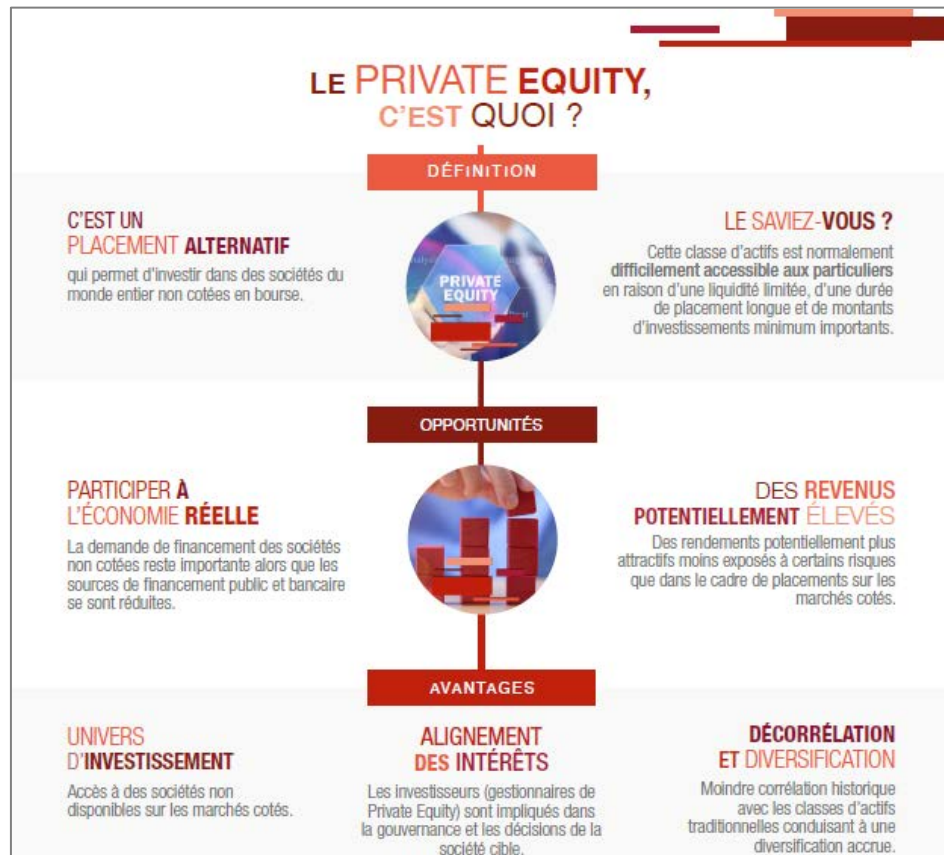 LE PRIVATE EQUITY,
C'EST QUOI ?
DÉFINITION
C'EST UN
PLACEMENT ALTERNATIF
qui permet d'investir dans des sociétés du
monde entier non cotées en bourse.
PRIVATE
EQUITY
LE SAVIEZ-VOUS ?
Cette classe d'actifs est normalement
difficilement accessible aux particuliers
en raison d'une liquidité limitée, d'une durée
de placement longue et de montants
d'investissements minimum importants.
OPPORTUNITÉS
PARTICIPER À
L'ÉCONOMIE RÉELLE
La demande de financement des sociétés
non cotées reste importante alors que les
sources de financement public et bancaire
se sont réduites.
DES REVENUS
POTENTIELLEMENT ÉLEVÉS
Des rendements potentiellement plus
attractifs moins exposés à certains risques
que dans le cadre de placements sur les
marchés cotés.
AVANTAGES
UNIVERS
D'INVESTISSEMENT
Accès à des sociétés non
disponibles sur les marchés cotés.
ALIGNEMENT
DES INTÉRÊTS
Les investisseurs (gestionnaires de
Private Equity) sont impliqués dans
la gouvernance et les décisions de la
société cible.
DÉCORRÉLATION
ET DIVERSIFICATION
Moindre corrélation historique
avec les classes d'actifs
traditionnelles conduisant à une
diversification accrue.